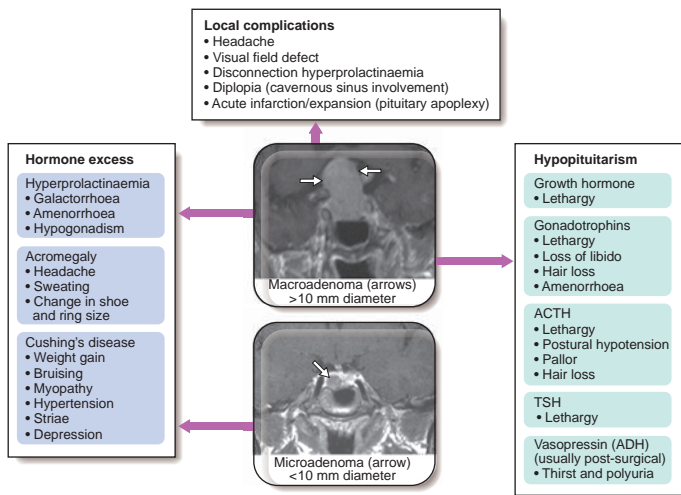 Local complications
• Headache
• Visual field defect
• Disconnection hyperprolactinaemia
• Diplopia (cavernous sinus involvement)
• Acute infarction/expansion (pituitary apoplexy)
Hormone excess
Hyperprolactinaemia
• Galactorrhoea
• Amenorrhoea
• Hypogonadism
Acromegaly
• Headache
• Sweating
• Change in shoe
and ring size
Cushing's disease
• Weight gain
• Bruising
• Myopathy
• Hypertension
• Striae
• Depression
Macroadenoma (arrows)
>10 mm diameter
Microadenoma (arrow)
<10 mm diameter
Hypopituitarism
Growth hormone
• Lethargy
Gonadotrophins
• Lethargy
• Loss of libido
• Hair loss
• Amenorrhoea
ACTH
• Lethargy
• Postural hypotension
• Pallor
• Hair loss
TSH
• Lethargy
Vasopressin (ADH)
(usually post-surgical)
• Thirst and polyuria